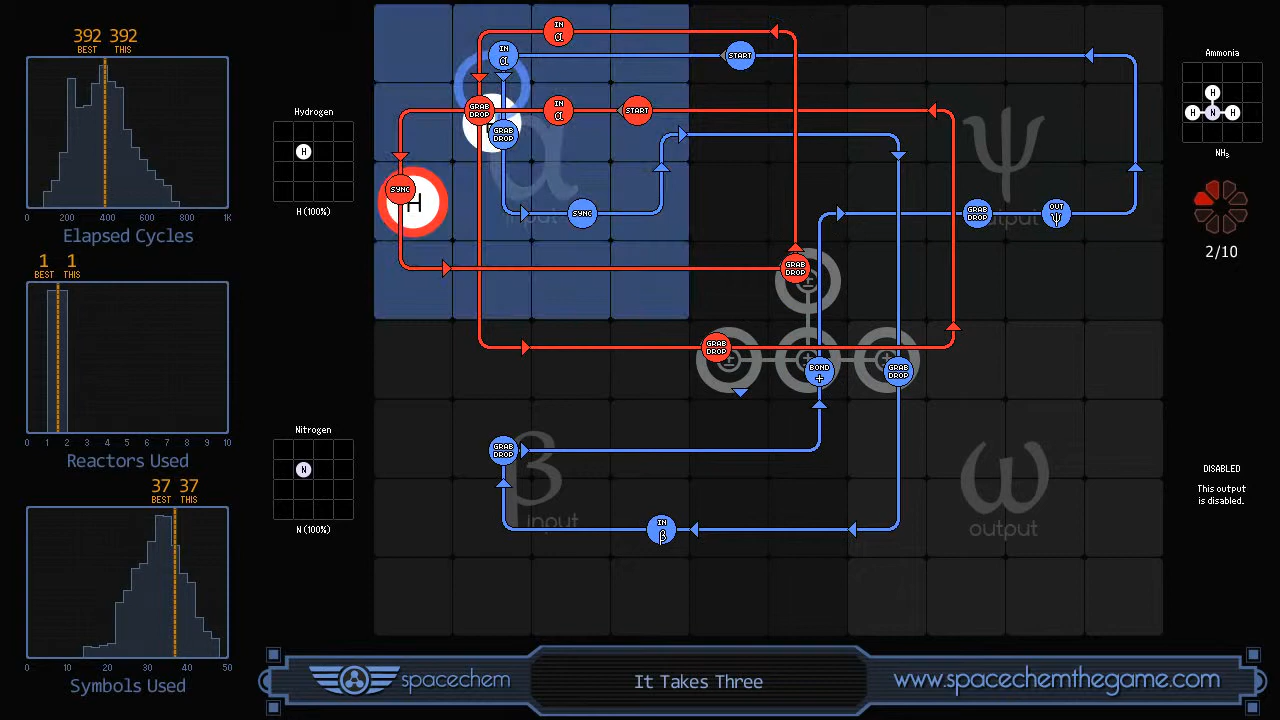 392 392
BEST THIS
0 200 400 600 800 1K
Elapsed Cycles
1 1
BEST THIS
0 1 2 3 4 5 6 7 8 9 10
Reactors Used
37 37
BEST THIS
0 10 20 30 40 50
Symbols Used
Hydrogen
H
H (100%)
Nitrogen
N
N (100%)
IN
α
IN
α
START
GRAB
DROP
IN
α
START
GRAB
DROP
α
input
SYNC
H
SYNC
ψ
output
GRAB
DROP
OUT
ψ
GRAB
DROP
±
GRAB
DROP
±
+
BOND
+
GRAB
DROP
+
GRAB
DROP
β
input
IN
β
ω
output
Ammonia
H
H N H
NH₃
2/10
DISABLED
This output
is disabled.
spacechem
It Takes Three
www.spacechemthegame.com